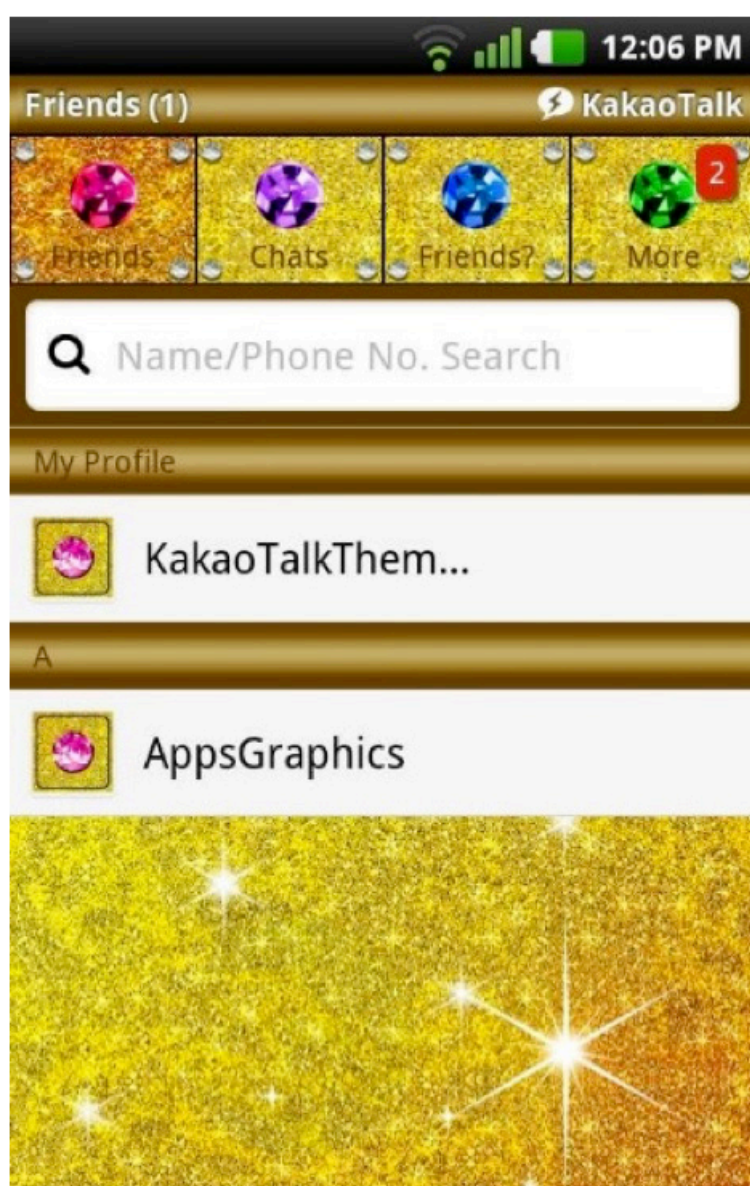 12:06 PM
Friends (1) KakaoTalk
Friends Chats Friends? More 2
Name/Phone No. Search
My Profile
KakaoTalkThem...
A
AppsGraphics